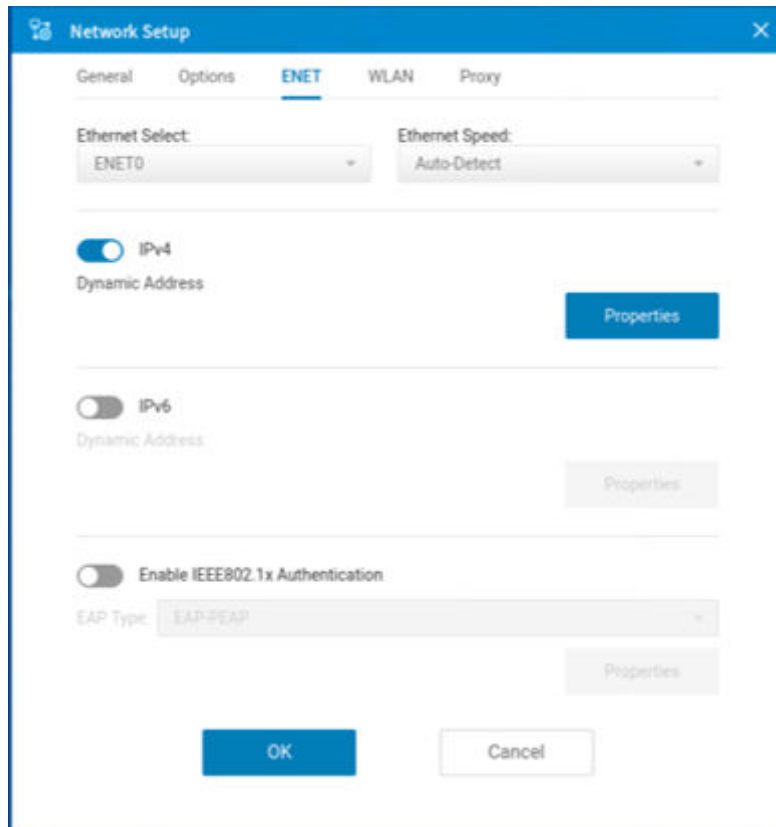 Network Setup
General Options ENET WLAN Proxy
Ethernet Select: Ethernet Speed:
ENET0 Auto-Detect
IPv4
Dynamic Address
Properties
IPv6
Dynamic Address
Properties
Enable IEEE802.1x Authentication
EAP Type: EAP-PEAP
Properties
OK Cancel